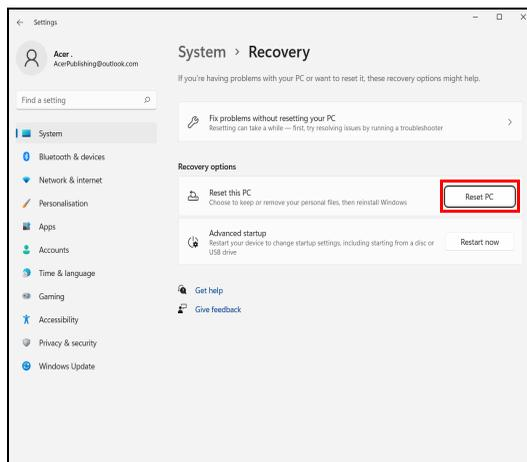 Settings
Acer .
AcerPublishing@outlook.com
Find a setting
System
Bluetooth & devices
Network & internet
Personalisation
Apps
Accounts
Time & language
Gaming
Accessibility
Privacy & security
Windows Update
System > Recovery
If you're having problems with your PC or want to reset it, these recovery options might help.
Fix problems without resetting your PC
Resetting can take a while — first, try resolving issues by running a troubleshooter
Recovery options
Reset this PC
Choose to keep or remove your personal files, then reinstall Windows
Reset PC
Advanced startup
Restart your device to change startup settings, including starting from a disc or
USB drive
Restart now
Get help
Give feedback